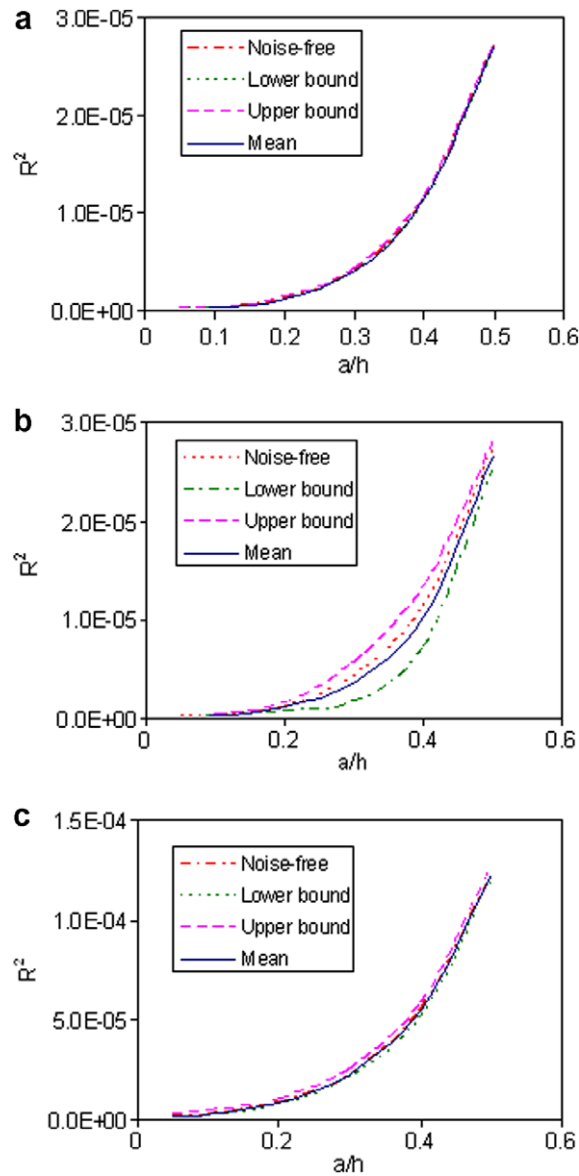 a
3.0E-05
2.0E-05
1.0E-05
0.0E+00
R²
Noise-free
Lower bound
Upper bound
Mean
0 0.1 0.2 0.3 0.4 0.5 0.6
a/h
b
3.0E-05
2.0E-05
1.0E-05
0.0E+00
R²
Noise-free
Lower bound
Upper bound
Mean
0 0.2 0.4 0.6
a/h
c
1.5E-04
1.0E-04
5.0E-05
0.0E+00
R²
Noise-free
Lower bound
Upper bound
Mean
0 0.2 0.4 0.6
a/h